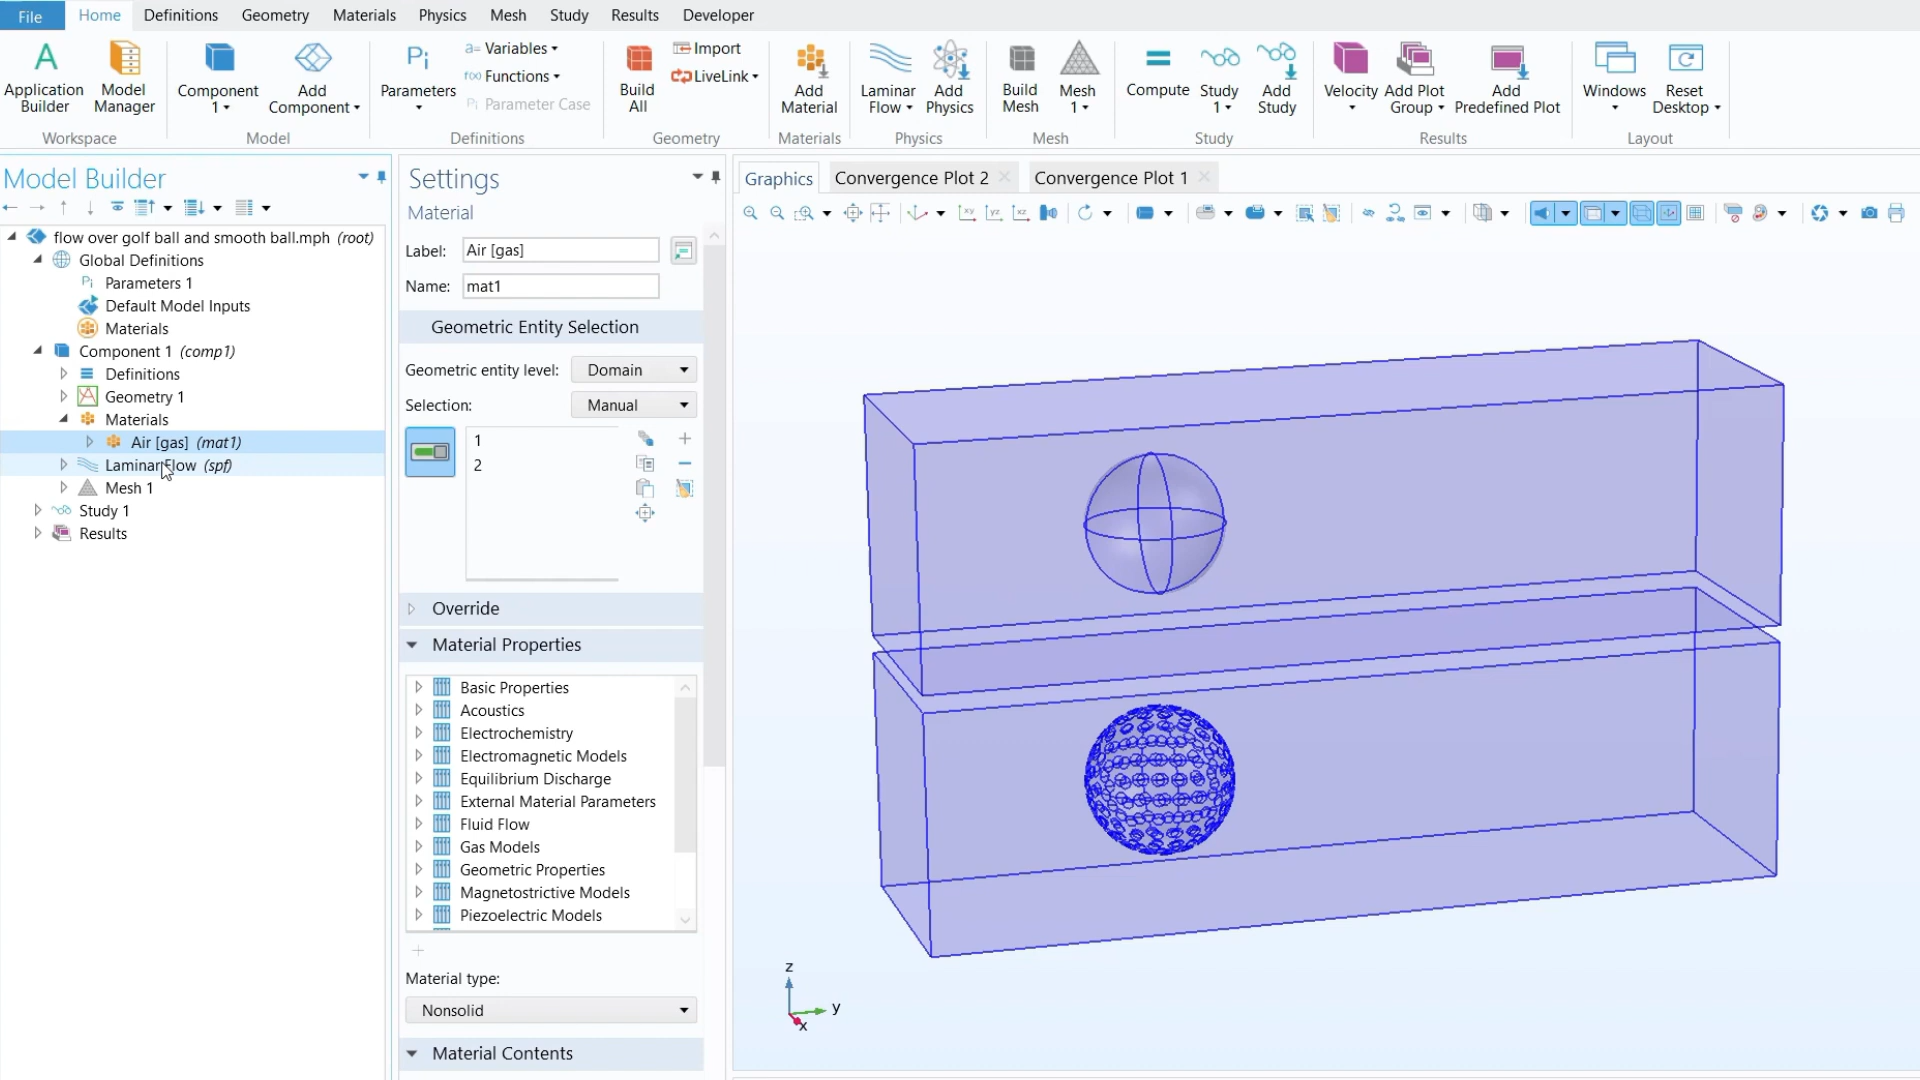 File Home Definitions Geometry Materials Physics Mesh Study Results Developer
Application Builder
Model Manager
Workspace
Component 1
Add Component
Model
Pi
Parameters
a= Variables
f(x) Functions
Pi Parameter Case
Definitions
Build All
Import
LiveLink
Geometry
Add Material
Materials
Laminar Flow
Add Physics
Physics
Build Mesh
Mesh 1
Mesh
Compute
Study 1
Add Study
Study
Velocity
Add Plot Group
Add Predefined Plot
Results
Windows
Reset Desktop
Layout
Model Builder
flow over golf ball and smooth ball.mph (root)
Global Definitions
Pi Parameters 1
Default Model Inputs
Materials
Component 1 (comp1)
Definitions
Geometry 1
Materials
Air [gas] (mat1)
Laminar Flow (spf)
Mesh 1
Study 1
Results
Settings
Material
Label: Air [gas]
Name: mat1
Geometric Entity Selection
Geometric entity level: Domain
Selection: Manual
1
2
Override
Material Properties
Basic Properties
Acoustics
Electrochemistry
Electromagnetic Models
Equilibrium Discharge
External Material Parameters
Fluid Flow
Gas Models
Geometric Properties
Magnetostrictive Models
Piezoelectric Models
Material type:
Nonsolid
Material Contents
Graphics Convergence Plot 2 Convergence Plot 1
xy yz xz
z
y
x